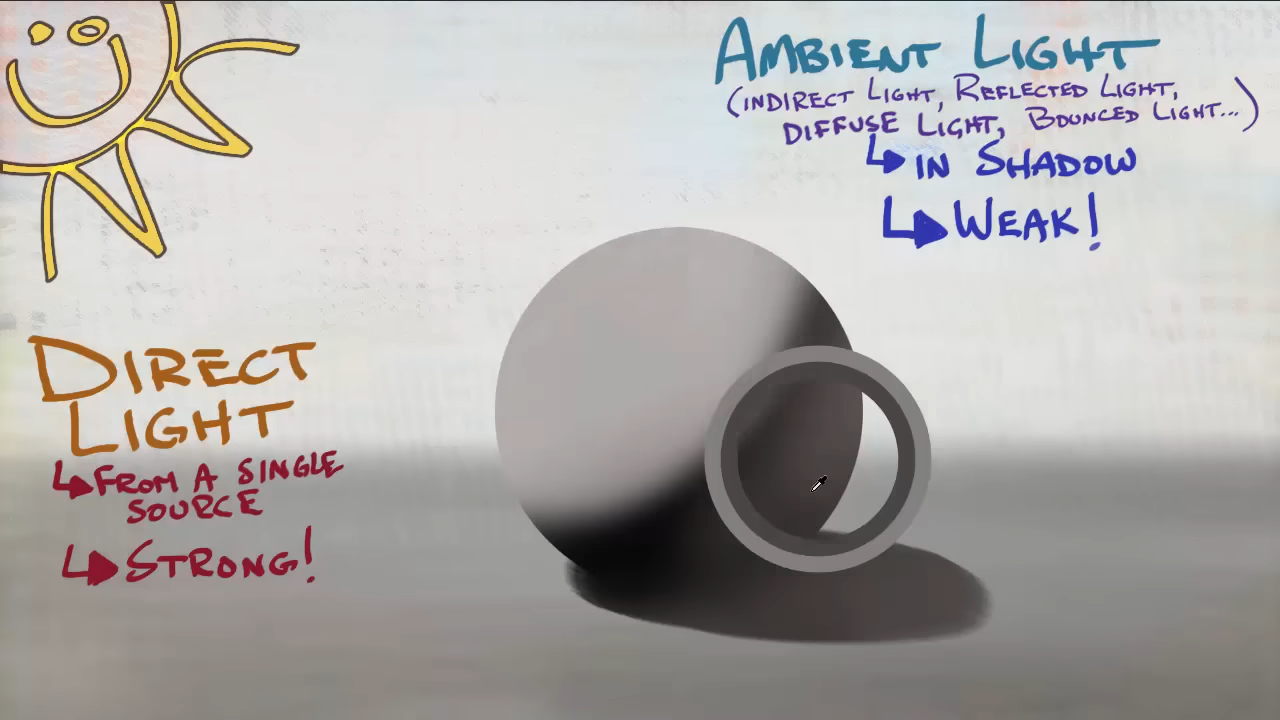 AMBIENT LIGHT
(INDIRECT LIGHT, REFLECTED LIGHT,
DIFFUSE LIGHT, BOUNCED LIGHT...)
IN SHADOW
WEAK!
DIRECT
LIGHT
FROM A SINGLE
SOURCE
STRONG!